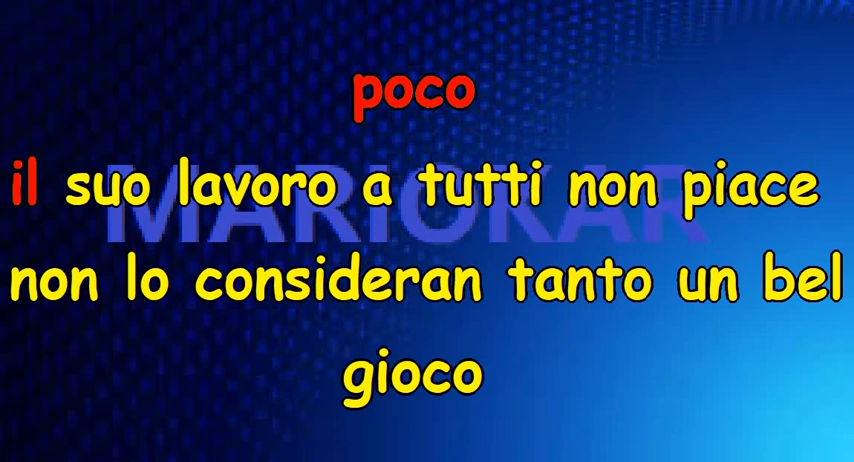 poco
il suo lavoro a tutti non piace
MARIOKAR
non lo consideran tanto un bel
gioco